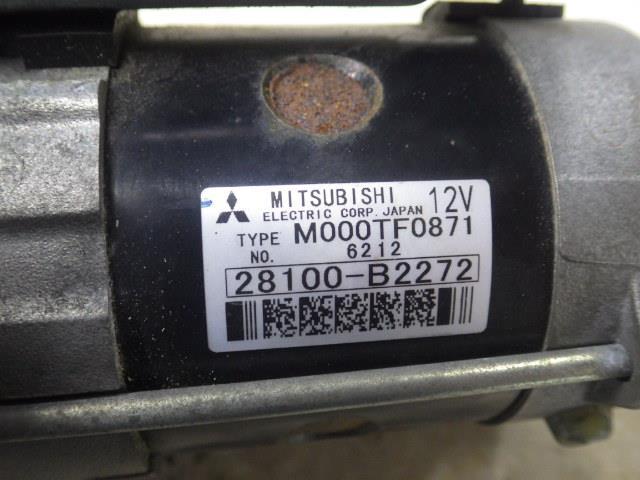 MITSUBISHI 12V
ELECTRIC CORP. JAPAN
TYPE M000TF0871
NO. 6212
28100-B2272